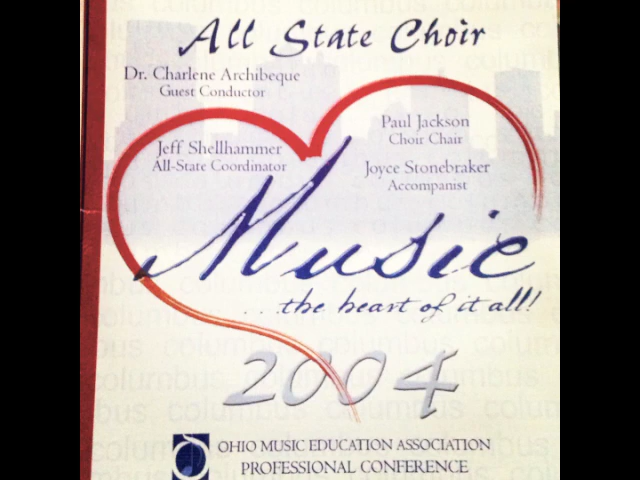 All State Choir
Dr. Charlene Archibeque
Guest Conductor
Paul Jackson
Choir Chair
Jeff Shellhammer
All-State Coordinator
Joyce Stonebraker
Accompanist
Music
...the heart of it all!
2004
OHIO MUSIC EDUCATION ASSOCIATION
PROFESSIONAL CONFERENCE